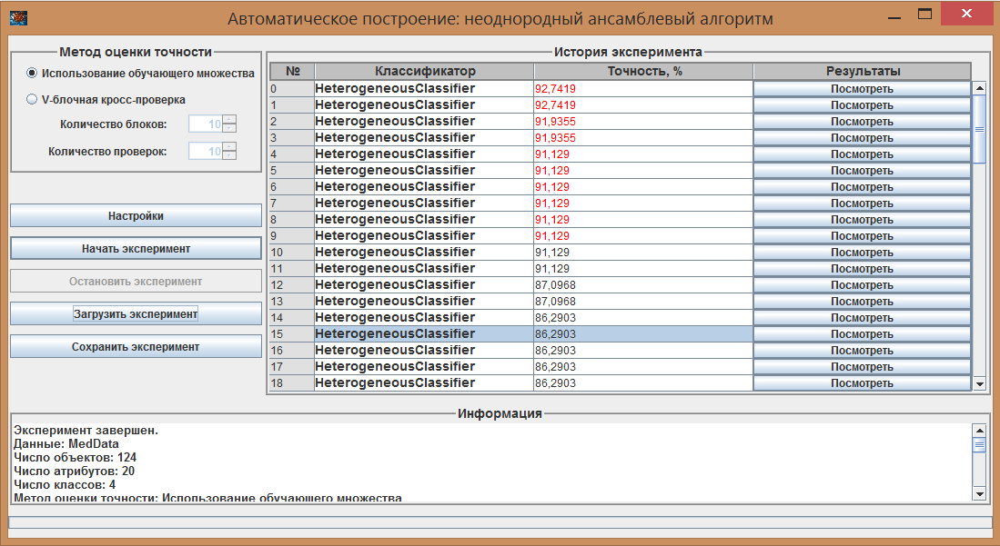 Автоматическое построение: неоднородный ансамблевый алгоритм
Метод оценки точности
Использование обучающего множества
V-блочная кросс-проверка
Количество блоков: 10
Количество проверок: 10
Настройки
Начать эксперимент
Остановить эксперимент
Загрузить эксперимент
Сохранить эксперимент
История эксперимента
№ Классификатор Точность, % Результаты
0 HeterogeneousClassifier 92,7419 Посмотреть
1 HeterogeneousClassifier 92,7419 Посмотреть
2 HeterogeneousClassifier 91,9355 Посмотреть
3 HeterogeneousClassifier 91,9355 Посмотреть
4 HeterogeneousClassifier 91,129 Посмотреть
5 HeterogeneousClassifier 91,129 Посмотреть
6 HeterogeneousClassifier 91,129 Посмотреть
7 HeterogeneousClassifier 91,129 Посмотреть
8 HeterogeneousClassifier 91,129 Посмотреть
9 HeterogeneousClassifier 91,129 Посмотреть
10 HeterogeneousClassifier 91,129 Посмотреть
11 HeterogeneousClassifier 91,129 Посмотреть
12 HeterogeneousClassifier 87,0968 Посмотреть
13 HeterogeneousClassifier 87,0968 Посмотреть
14 HeterogeneousClassifier 86,2903 Посмотреть
15 HeterogeneousClassifier 86,2903 Посмотреть
16 HeterogeneousClassifier 86,2903 Посмотреть
17 HeterogeneousClassifier 86,2903 Посмотреть
18 HeterogeneousClassifier 86,2903 Посмотреть
Информация
Эксперимент завершен.
Данные: MedData
Число объектов: 124
Число атрибутов: 20
Число классов: 4
Метод оценки точности: Использование обучающего множества